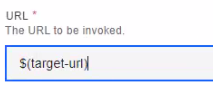 URL *
The URL to be invoked.
$(target-url)